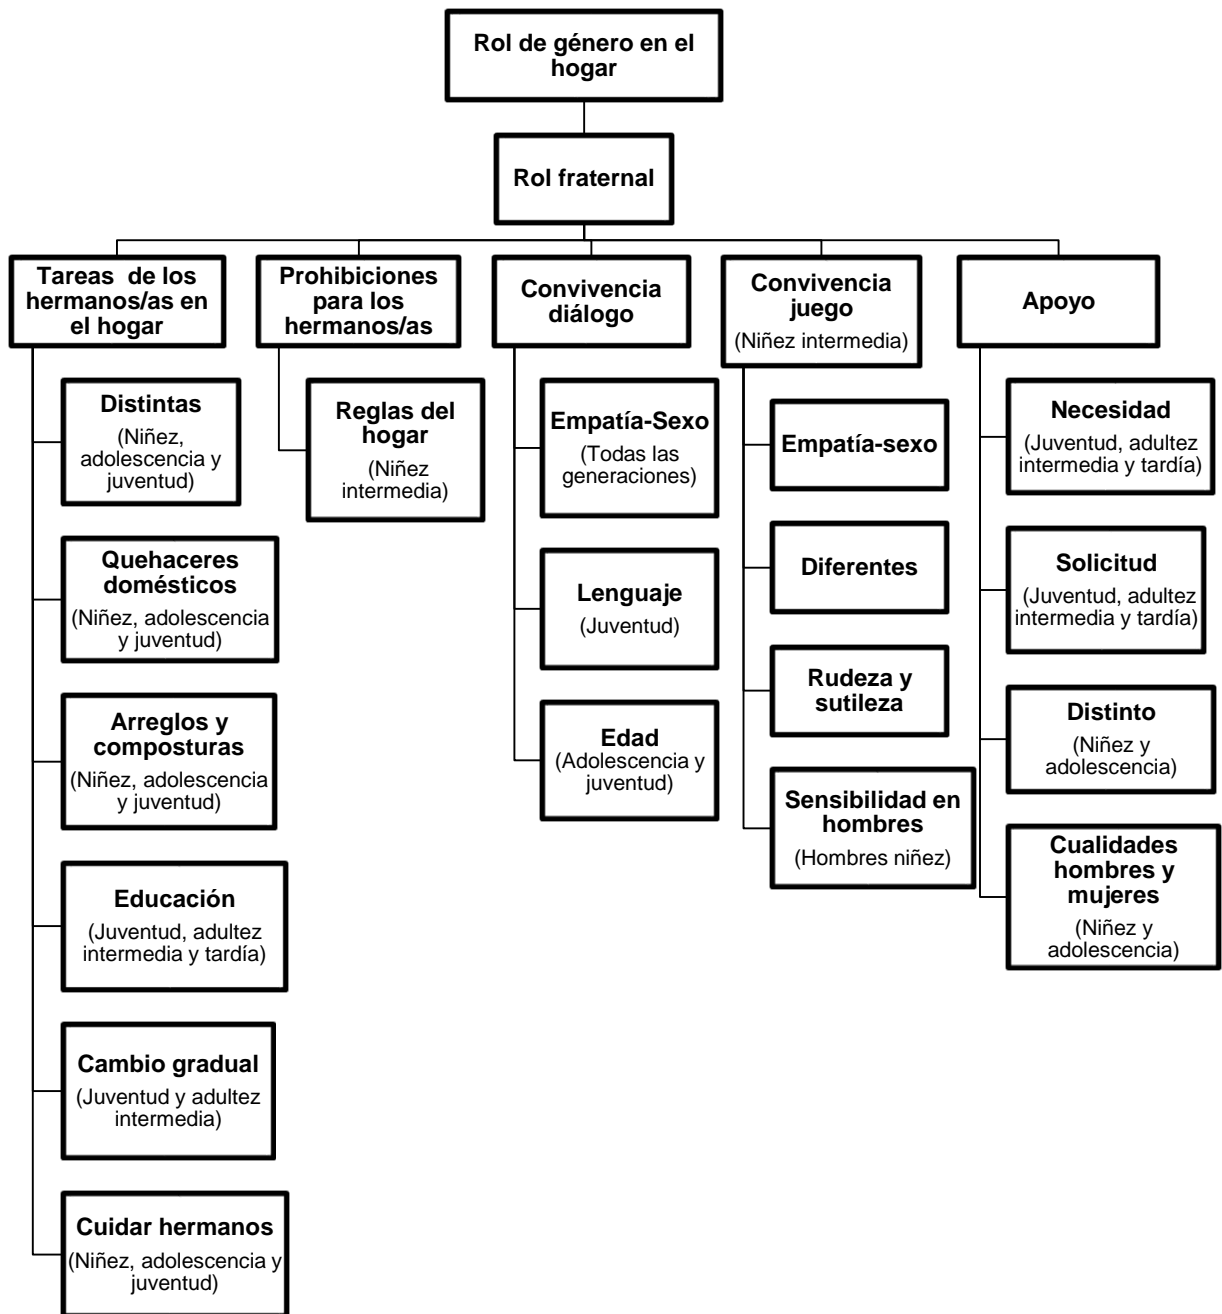 Rol de género en el
hogar
Rol fraternal
Tareas de los
hermanos/as en
el hogar
Distintas
(Niñez,
adolescencia y
juventud)
Quehaceres
domésticos
(Niñez, adolescencia
y juventud)
Arreglos y
composturas
(Niñez, adolescencia
y juventud)
Educación
(Juventud, adultez
intermedia y tardía)
Cambio gradual
(Juventud y adultez
intermedia)
Cuidar hermanos
(Niñez, adolescencia y
juventud)
Prohibiciones
para los
hermanos/as
Reglas del
hogar
(Niñez
intermedia)
Convivencia
diálogo
Empatía-Sexo
(Todas las
generaciones)
Lenguaje
(Juventud)
Edad
(Adolescencia y
juventud)
Convivencia
juego
(Niñez intermedia)
Empatía-sexo
Diferentes
Rudeza y
sutileza
Sensibilidad en
hombres
(Hombres niñez)
Apoyo
Necesidad
(Juventud, adultez
intermedia y tardía)
Solicitud
(Juventud, adultez
intermedia y tardía)
Distinto
(Niñez y
adolescencia)
Cualidades
hombres y
mujeres
(Niñez y
adolescencia)